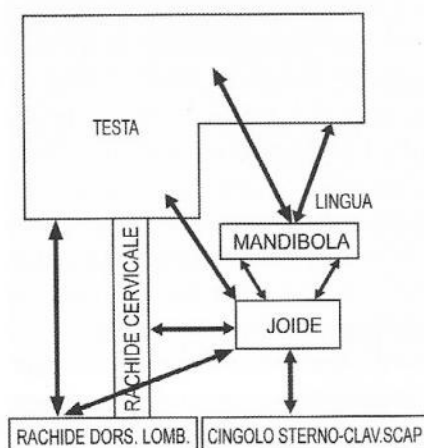 TESTA
LINGUA
MANDIBOLA
RACHIDE CERVICALE
JOIDE
RACHIDE DORS. LOMB.
CINGOLO STERNO-CLAV.SCAP